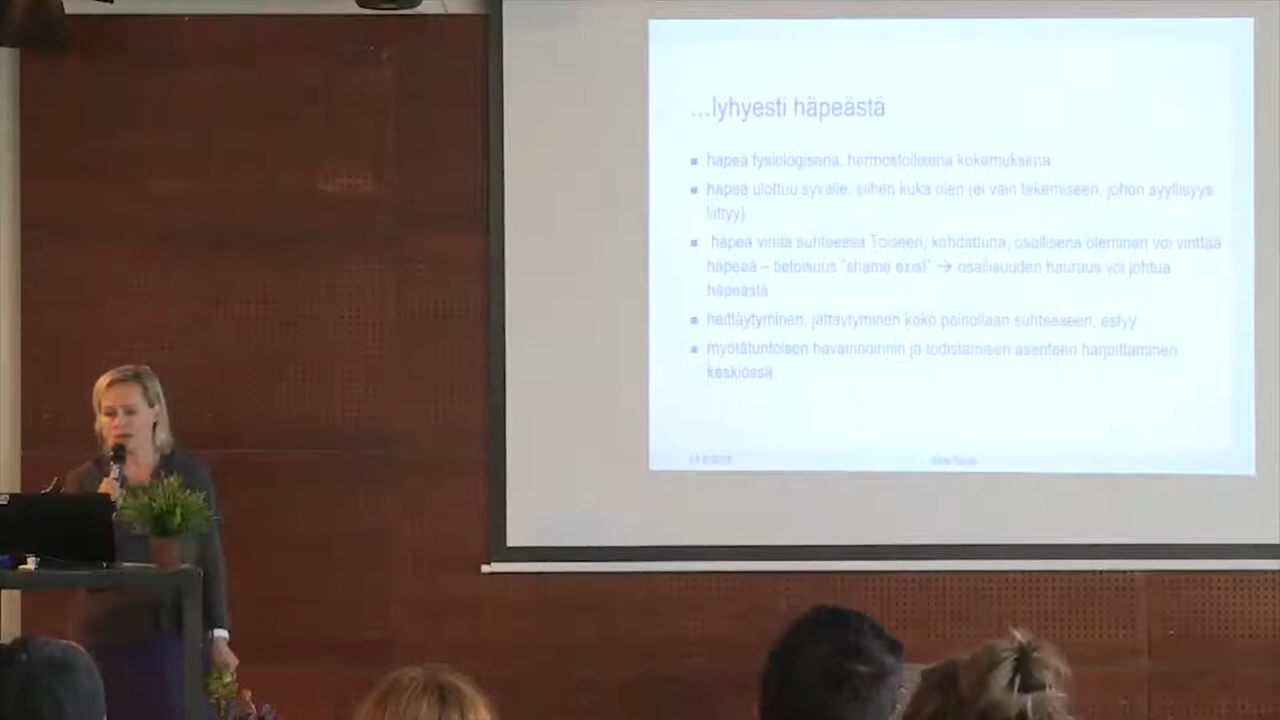 ...lyhyesti häpeästä
häpeä fysiologisena, hermostollisena kokemuksena
häpeä ulottuu syvälle, siihen kuka olen (ei vain tekemiseen, johon syyllisyys
liittyy)
häpeä viriää suhteessa Toiseen, kohdattuna, osallisena oleminen voi virittää
häpeää – tietoisuus "shame exist" → osallisuuden hauraus voi johtua
häpeästä
heittäytyminen, jättäytyminen koko painollaan suhteeseen, estyy
myötätuntoisen havainnoinnin ja todistamisen asenteen harjoittaminen
keskiössä